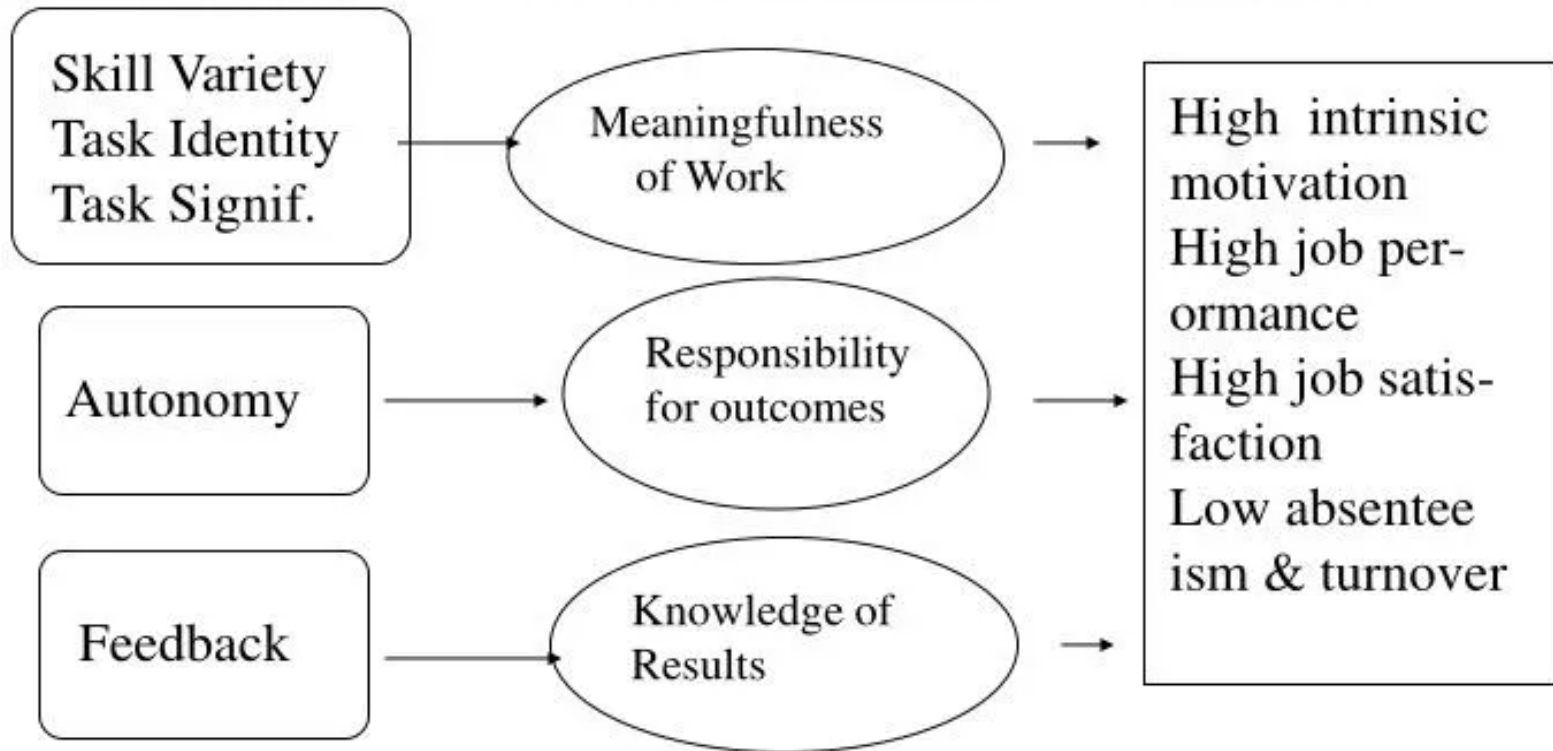 Skill Variety
Task Identity
Task Signif.
Meaningfulness
of Work
High intrinsic
motivation
High job per-
ormance
High job satis-
faction
Low absentee
ism & turnover
Autonomy
Responsibility
for outcomes
Feedback
Knowledge of
Results